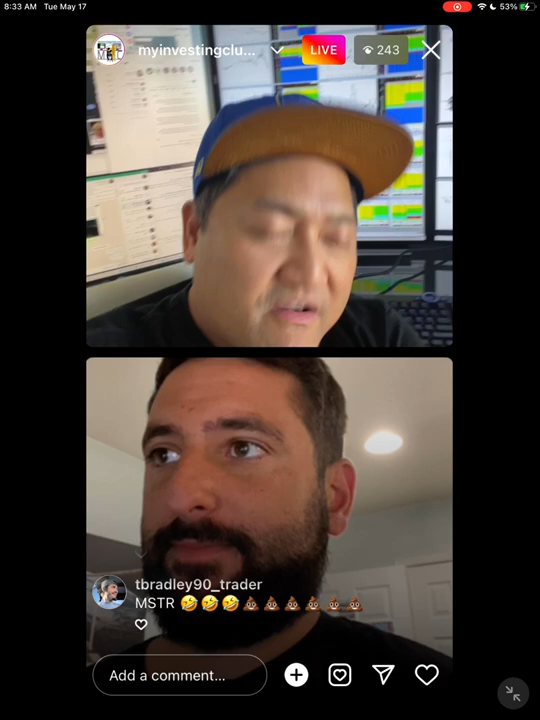 8:33 AM Tue May 17 53%
myinvestingclu... LIVE 243
tbradley90_trader
MSTR 🤣🤣🤣💩💩💩💩💩💩
Add a comment...